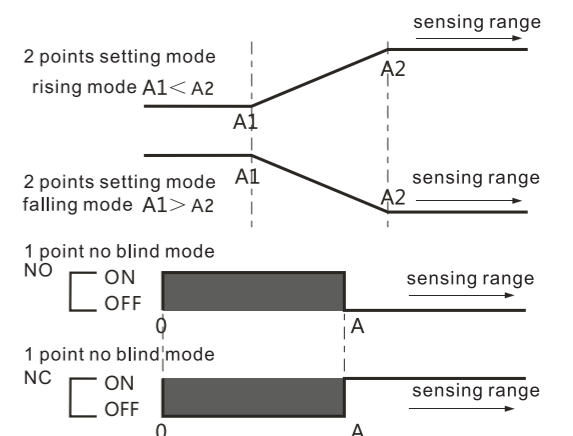 sensing range
2 points setting mode
rising mode A1< A2
A2
A1
2 points setting mode
falling mode A1> A2
A1
A2
sensing range
1 point no blind mode
NO
ON
OFF
sensing range
0
A
1 point no blind mode
NC
ON
OFF
sensing range
0
A